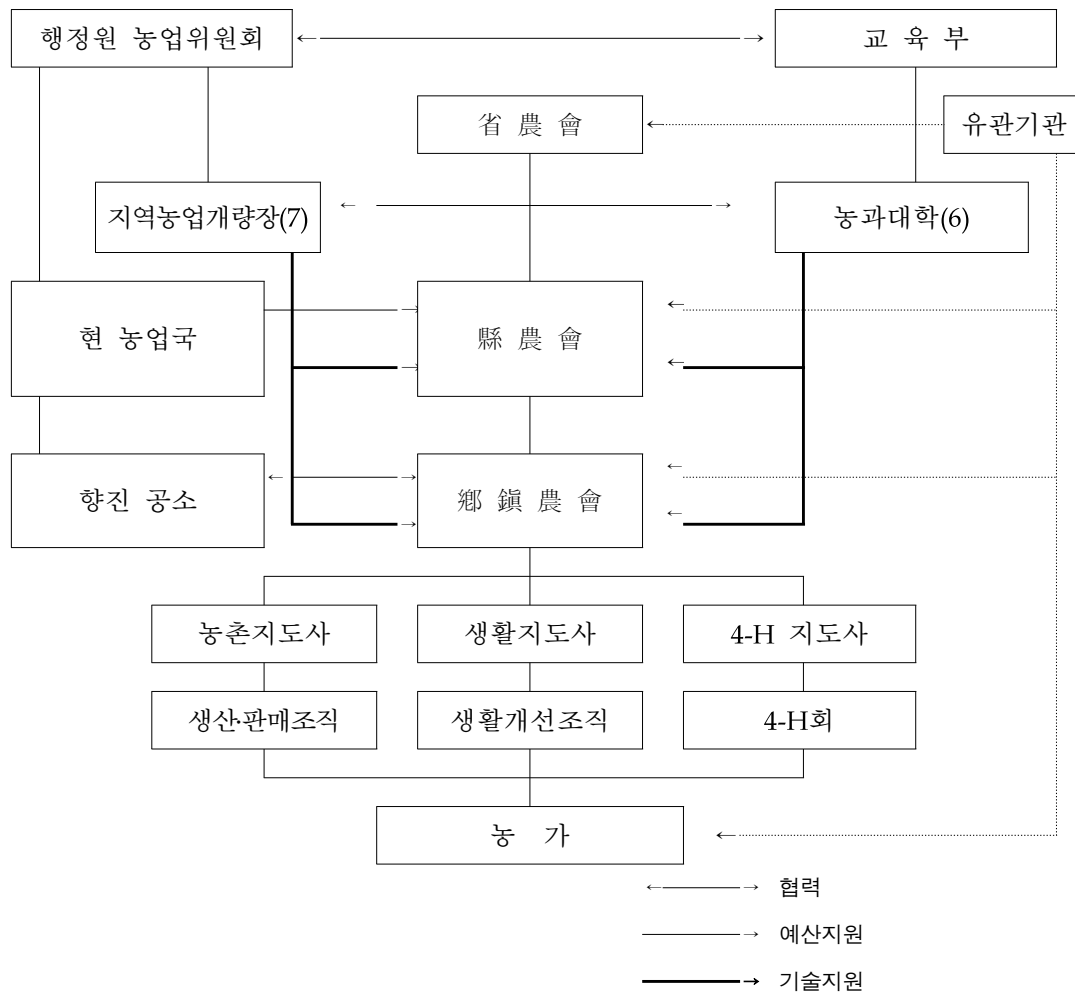 행정원 농업위원회
교 육 부
省 農 會
유관기관
지역농업개량장(7)
농과대학(6)
현 농업국
縣 農 會
향진 공소
鄕 鎭 農 會
농촌지도사
생활지도사
4-H 지도사
생산·판매조직
생활개선조직
4-H회
농 가
협력
예산지원
기술지원